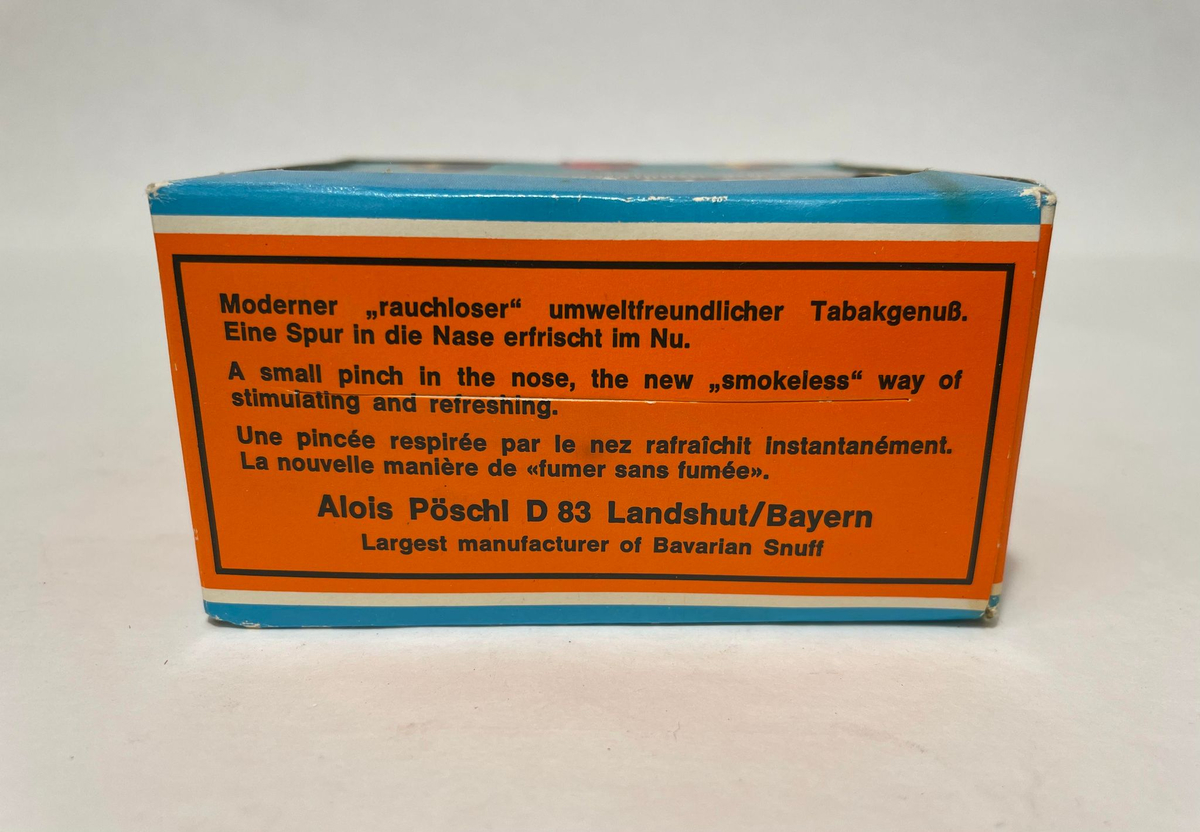 Moderner „rauchloser“ umweltfreundlicher Tabakgenuß.
Eine Spur in die Nase erfrischt im Nu.
A small pinch in the nose, the new „smokeless“ way of
stimulating and refreshing.
Une pincée respirée par le nez rafraîchit instantanément.
La nouvelle manière de «fumer sans fumée».
Alois Pöschl D 83 Landshut/Bayern
Largest manufacturer of Bavarian Snuff